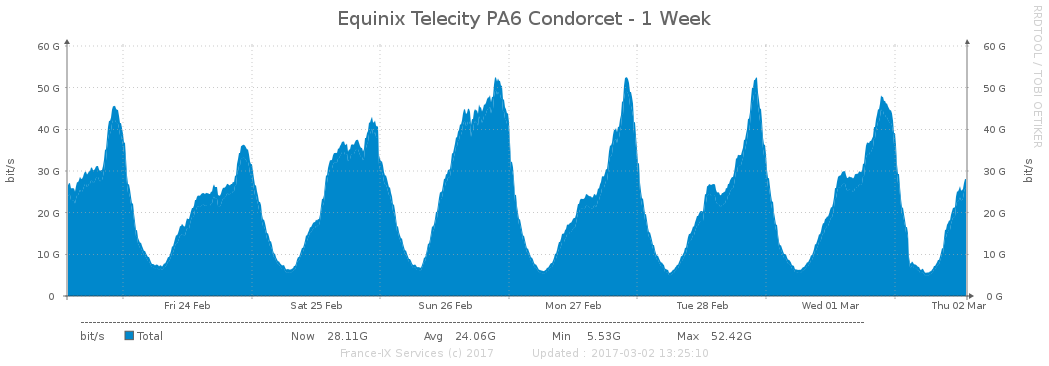 Equinix Telecity PA6 Condorcet - 1 Week
RRDTOOL / TOBI OETIKER
60 G 60 G
50 G 50 G
40 G 40 G
30 G 30 G
20 G 20 G
10 G 10 G
0 0 G
bit/s bit/s
Fri 24 Feb Sat 25 Feb Sun 26 Feb Mon 27 Feb Tue 28 Feb Wed 01 Mar Thu 02 Mar
bit/s Total Now 28.11G Avg 24.06G Min 5.53G Max 52.42G
France-IX Services (c) 2017 Updated : 2017-03-02 13:25:10